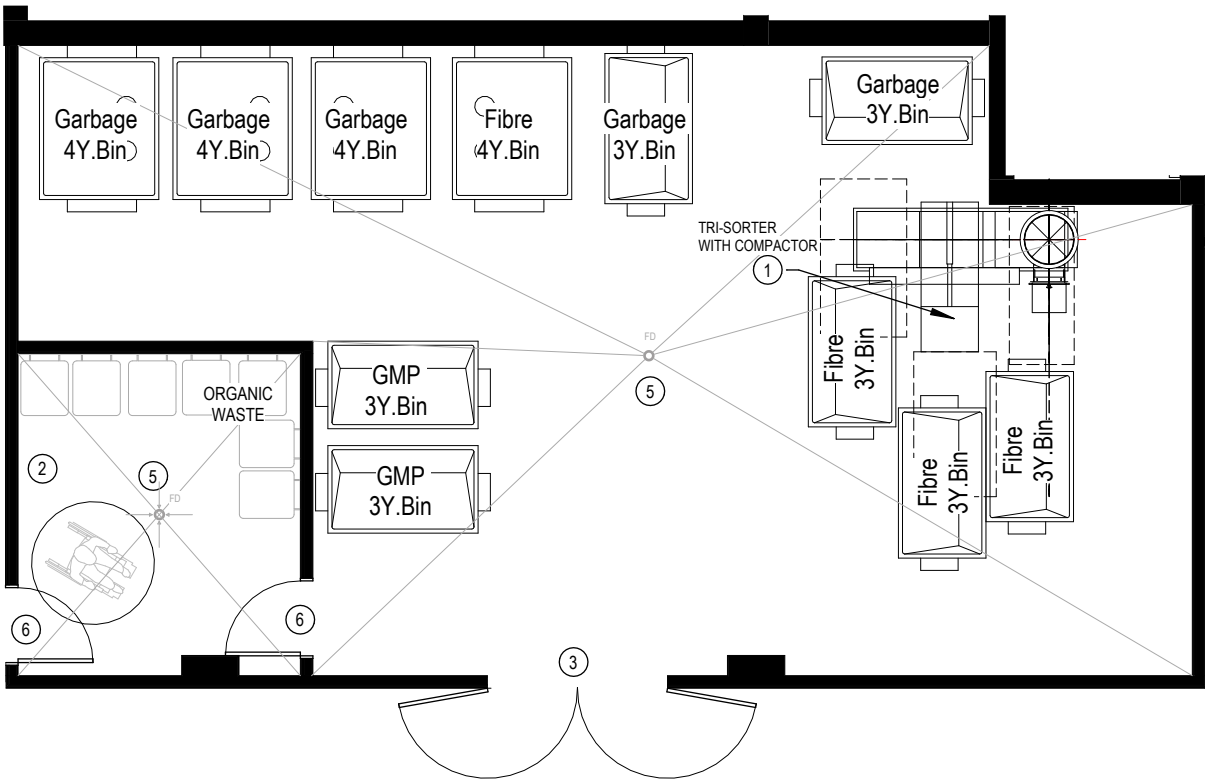 Garbage
4Y.Bin
Garbage
4Y.Bin
Garbage
4Y.Bin
Fibre
4Y.Bin
Garbage
3Y.Bin
Garbage
3Y.Bin
TRI-SORTER
WITH COMPACTOR
1
Fibre
3Y.Bin
Fibre
3Y.Bin
Fibre
3Y.Bin
FD
5
GMP
3Y.Bin
GMP
3Y.Bin
ORGANIC
WASTE
2
5
FD
6
6
3